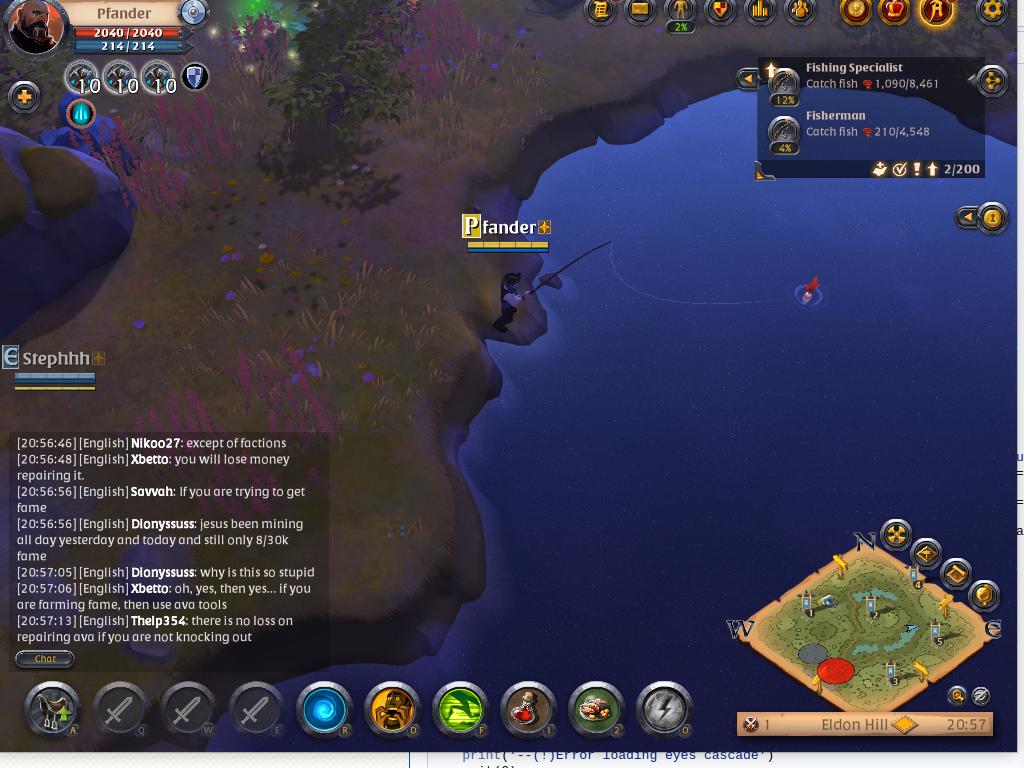 Pfander
2040/2040
214/214
10 10 10
2%
Fishing Specialist
Catch fish 1,090/8,461
12%
Fisherman
Catch fish 210/4,548
4%
2/200
Pfander
Stephhh
[20:56:46] [English] Nikoo27: except of factions
[20:56:48] [English] Xbetto: you will lose money
repairing it.
[20:56:56] [English] Savvah: If you are trying to get
fame
[20:56:56] [English] Dionyssuss: jesus been mining
all day yesterday and today and still only 8/30k
fame
[20:57:05] [English] Dionyssuss: why is this so stupid
[20:57:06] [English] Xbetto: oh, yes, then yes... if you
are farming fame, then use ava tools
[20:57:13] [English] Thelp354: there is no loss on
repairing ava if you are not knocking out
Chat
A Q W E R D F 1 2 O
N
W
E
1 2 3 4 5
1 Eldon Hill 20:57
print('--(!)Error loading eyes cascade')